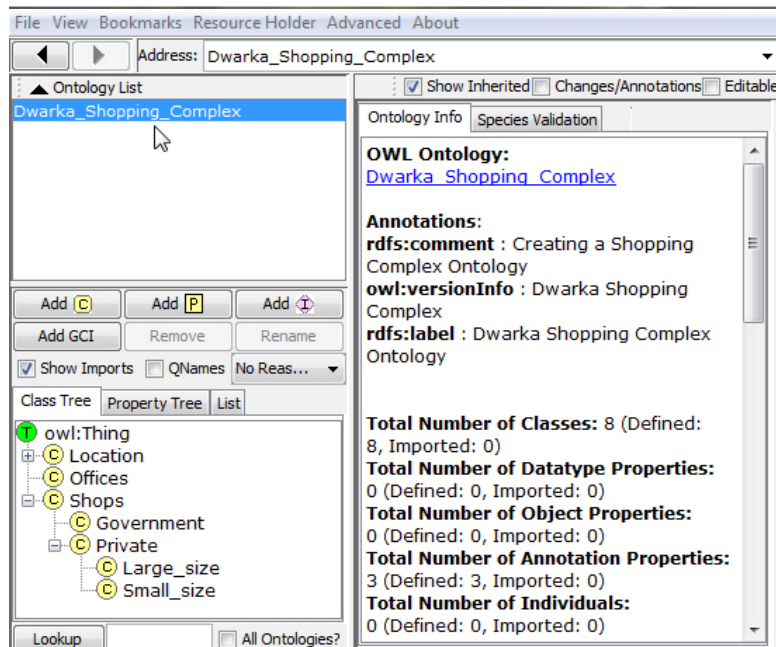 File View Bookmarks Resource Holder Advanced About
Address: Dwarka_Shopping_Complex
Ontology List
Dwarka_Shopping_Complex
Add C Add P Add I
Add GCI Remove Rename
Show Imports QNames No Reas...
Class Tree Property Tree List
T owl:Thing
C Location
C Offices
C Shops
C Government
C Private
C Large_size
C Small_size
Lookup All Ontologies?
Show Inherited Changes/Annotations Editable
Ontology Info Species Validation
OWL Ontology:
Dwarka_Shopping_Complex
Annotations:
rdfs:comment : Creating a Shopping
Complex Ontology
owl:versionInfo : Dwarka Shopping
Complex
rdfs:label : Dwarka Shopping Complex
Ontology
Total Number of Classes: 8 (Defined:
8, Imported: 0)
Total Number of Datatype Properties:
0 (Defined: 0, Imported: 0)
Total Number of Object Properties:
0 (Defined: 0, Imported: 0)
Total Number of Annotation Properties:
3 (Defined: 3, Imported: 0)
Total Number of Individuals:
0 (Defined: 0, Imported: 0)